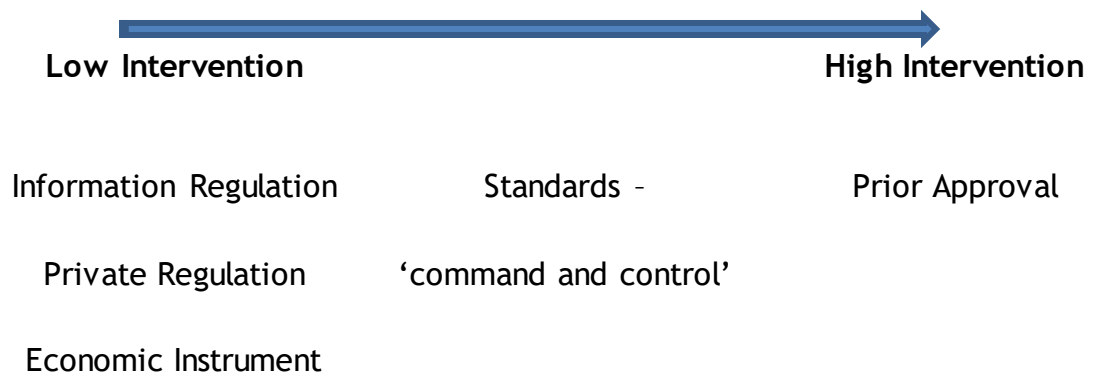 Low Intervention High Intervention
Information Regulation Standards – Prior Approval
Private Regulation ‘command and control’
Economic Instrument